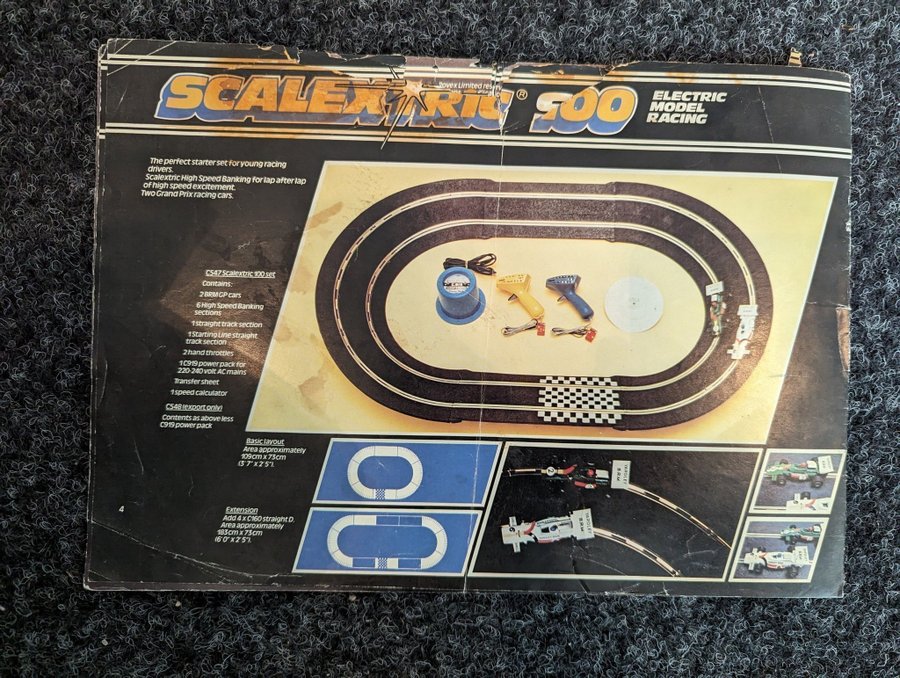 SCALEXTRIC ® 100
ELECTRIC
MODEL
RACING
The perfect starter set for young racing
drivers.
Scalextric High Speed Banking for lap after lap
of high speed excitement.
Two Grand Prix racing cars.
C547 Scalextric 100 set
Contains:
2 BRM GP cars
6 High Speed Banking
sections
1 straight track section
1 Starting Line straight
track section
2 hand throttles
1 C919 power pack for
220-240 volt AC mains
Transfer sheet
1 speed calculator
C548 (export only)
Contents as above less
C919 power pack
Basic layout
Area approximately
109cm x 73cm
(3'7" x 2'5").
Extension
Add 4 x C160 straight D.
Area approximately
183cm x 73cm
(6'0" x 2'5").
4
YARDLEY
B.R.M
B.R.M